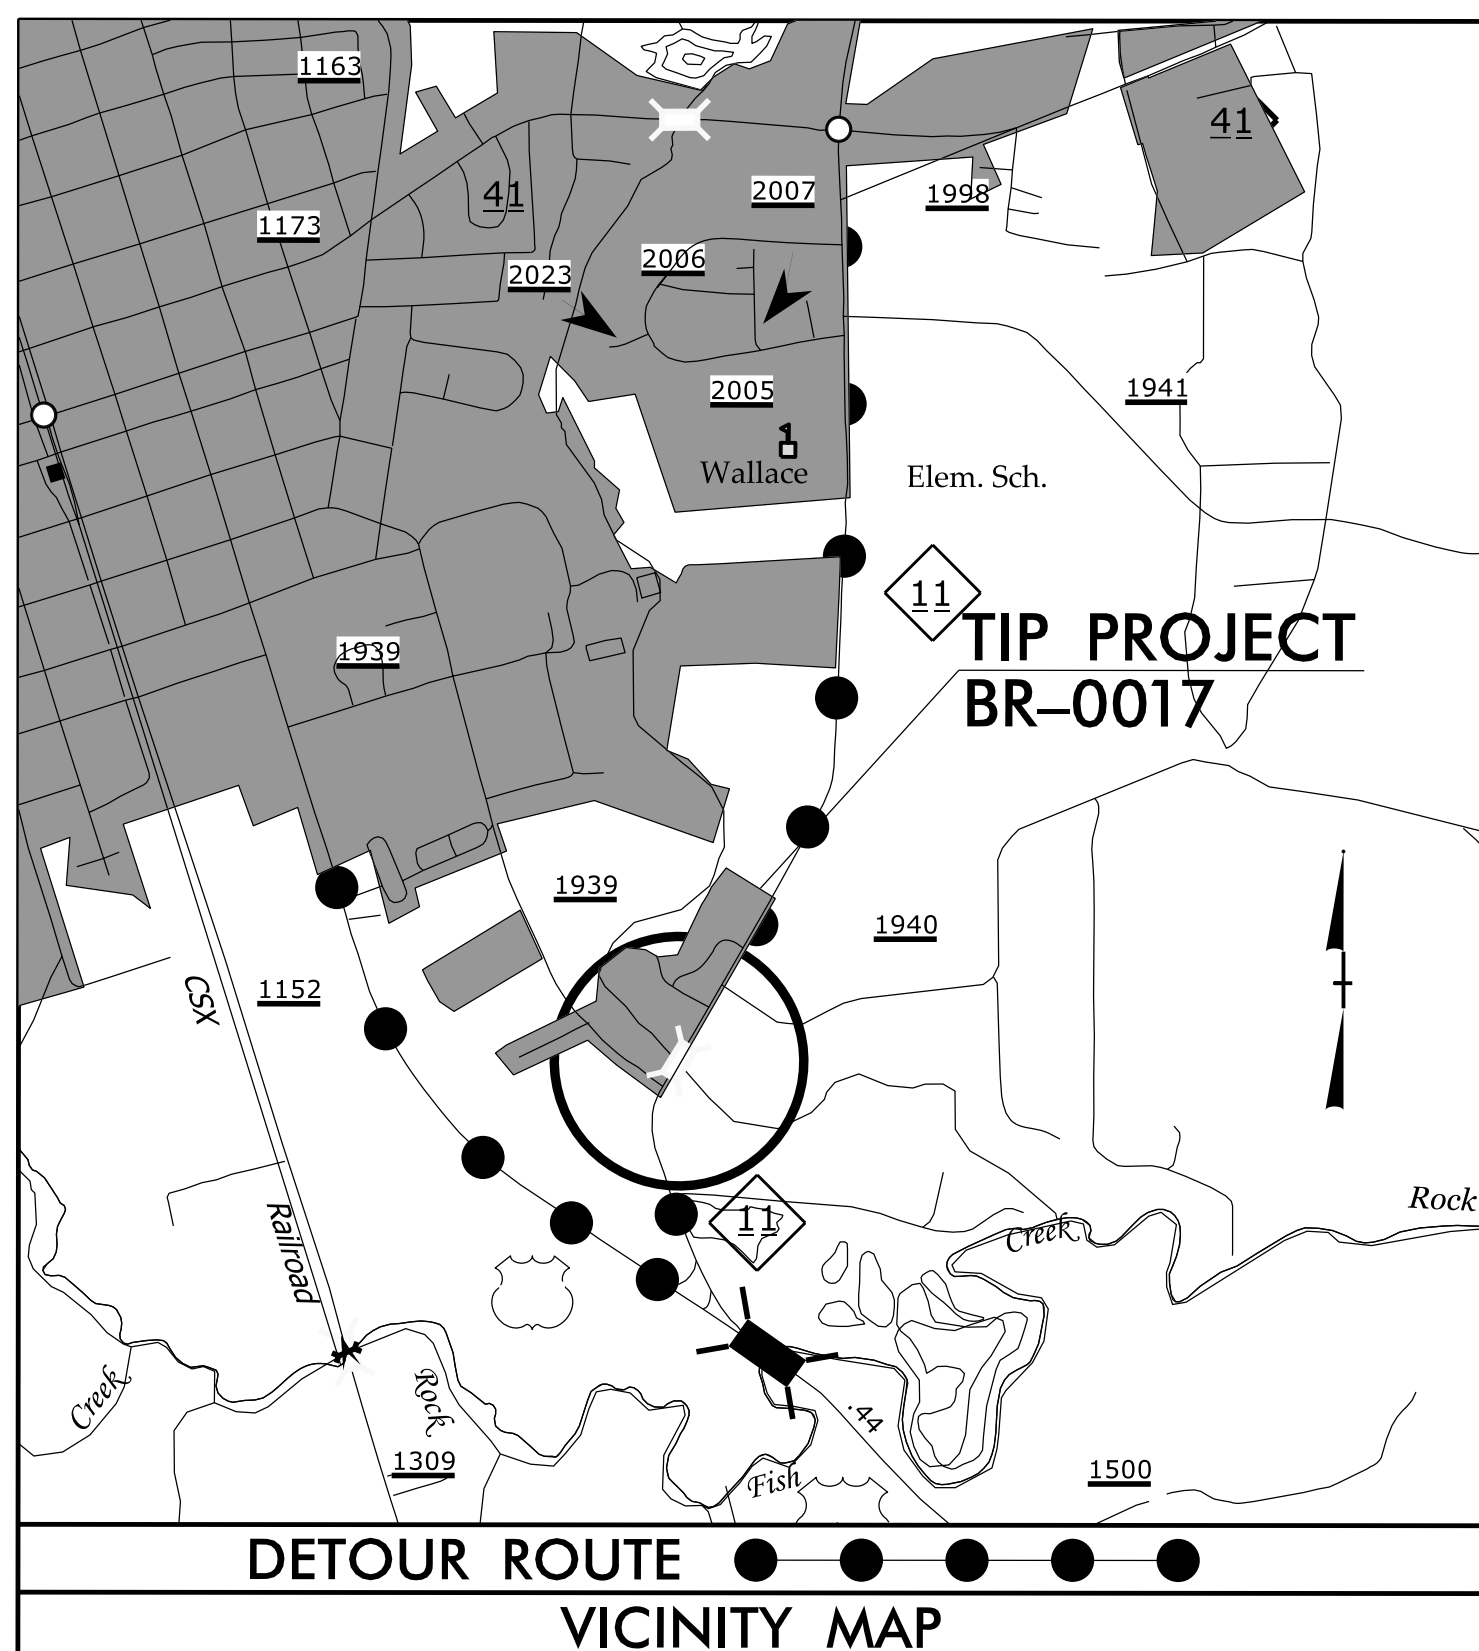 1163
41
41
2007
1998
1173
2006
2023
2005
1941
Wallace Elem. Sch.
11
TIP PROJECT
BR–0017
1939
1939
1940
1152
CSX
Railroad
Rock
Creek
11
Creek
Rock
.44
1309
Fish
1500
DETOUR ROUTE
VICINITY MAP